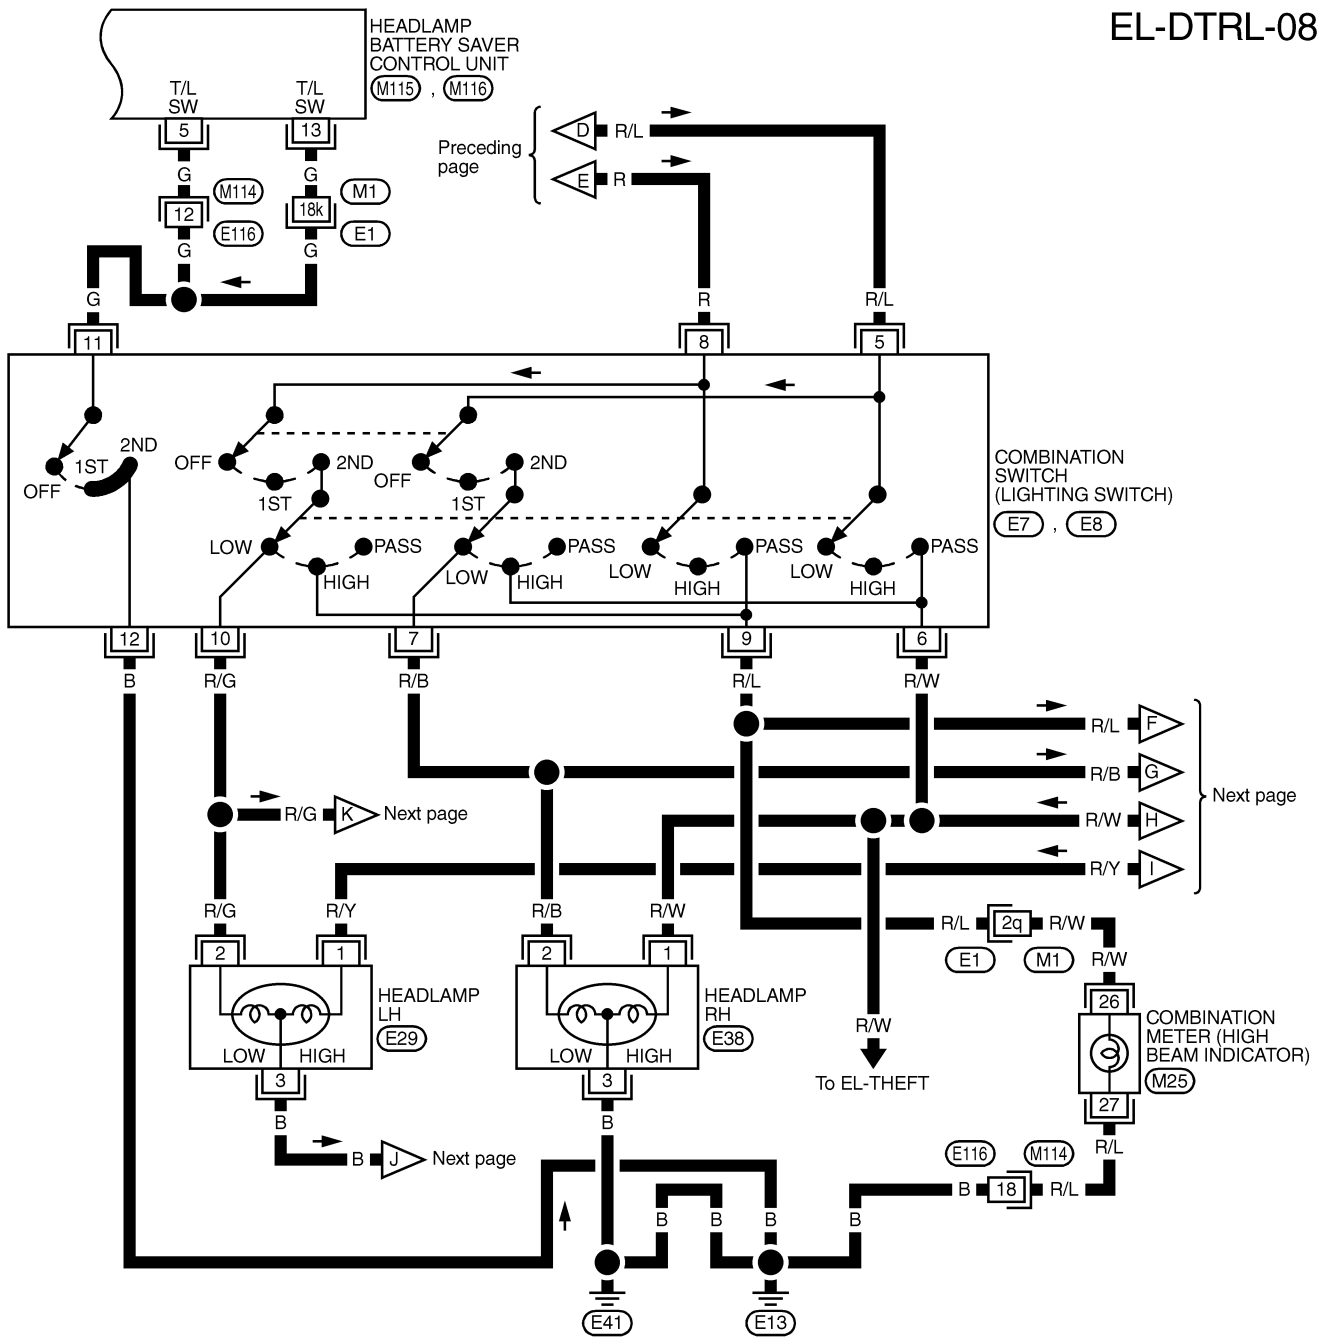 EL-DTRL-08
HEADLAMP
BATTERY SAVER
CONTROL UNIT
M115 , M116
T/L SW T/L SW
5 13
G G
M114 M1
12 18k
E116 E1
G G
Preceding
page
D R/L
E R
G R R/L
11 8 5
OFF 1ST 2ND
OFF 1ST 2ND
OFF 1ST 2ND
LOW HIGH PASS
LOW HIGH PASS
LOW HIGH PASS
LOW HIGH PASS
COMBINATION
SWITCH
(LIGHTING SWITCH)
E7 , E8
12 10 7 9 6
B R/G R/B R/L R/W
R/L F
R/B G
R/W H
R/Y I
Next page
R/G K Next page
R/G R/Y R/B R/W
2 1 2 1
R/L 2q R/W
E1 M1
R/W
26
HEADLAMP
LH
E29
LOW HIGH
3
HEADLAMP
RH
E38
LOW HIGH
3
R/W
To EL-THEFT
COMBINATION
METER (HIGH
BEAM INDICATOR)
M25
27
R/L
B B
B J Next page
E116 M114
B 18 R/L
B B B B
E41 E13